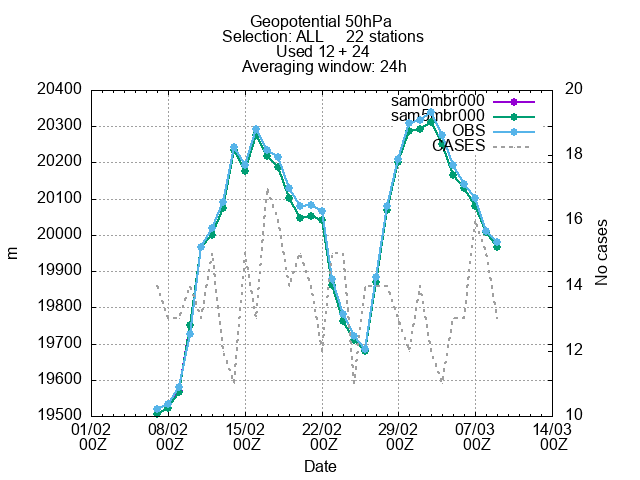 Geopotential 50hPa
Selection: ALL 22 stations
Used 12 + 24
Averaging window: 24h
20400
20300
20200
20100
20000
19900
19800
19700
19600
19500
m
20
18
16
14
12
10
No cases
sam0mbr000
sam5mbr000
OBS
CASES
01/02 08/02 15/02 22/02 29/02 07/03 14/03
00Z 00Z 00Z 00Z 00Z 00Z 00Z
Date